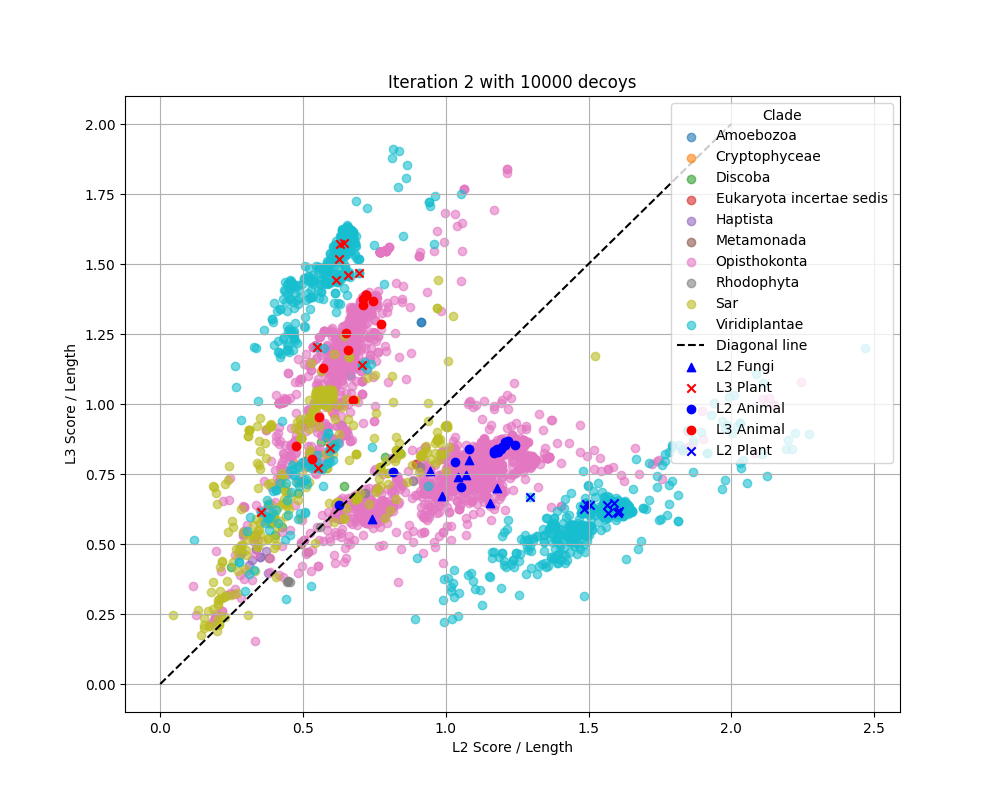 Iteration 2 with 10000 decoys
L3 Score / Length
2.00
1.75
1.50
1.25
1.00
0.75
0.50
0.25
0.00
Clade
Amoebozoa
Cryptophyceae
Discoba
Eukaryota incertae sedis
Haptista
Metamonada
Opisthokonta
Rhodophyta
Sar
Viridiplantae
Diagonal line
L2 Fungi
L3 Plant
L2 Animal
L3 Animal
L2 Plant
0.0 0.5 1.0 1.5 2.0 2.5
L2 Score / Length